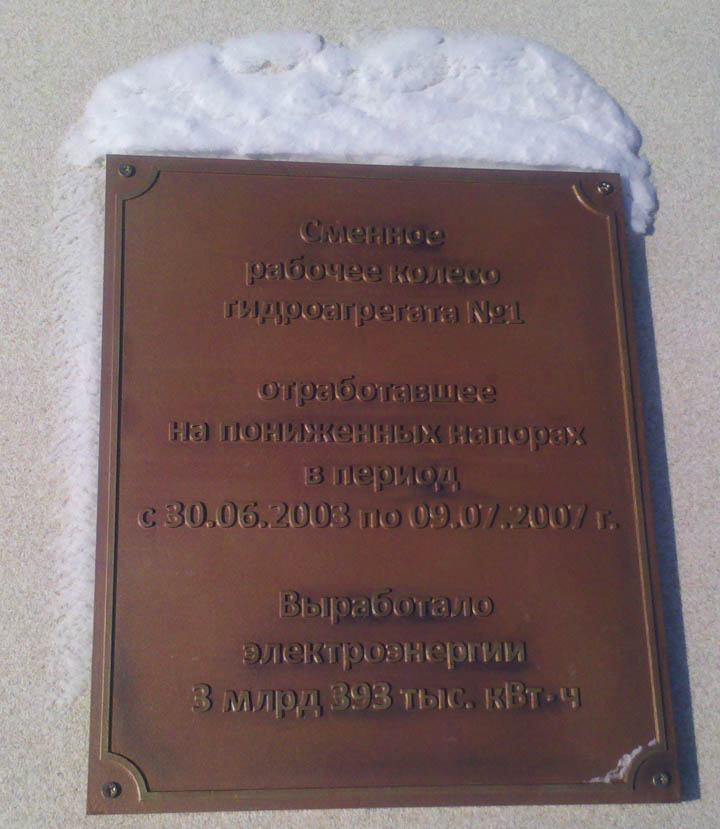 Сменное
рабочее колесо
гидроагрегата №1
отработавшее
на пониженных напорах
в период
с 30.06.2003 по 09.07.2007 г.
Выработало
электроэнергии
3 млрд 393 тыс. кВт·ч